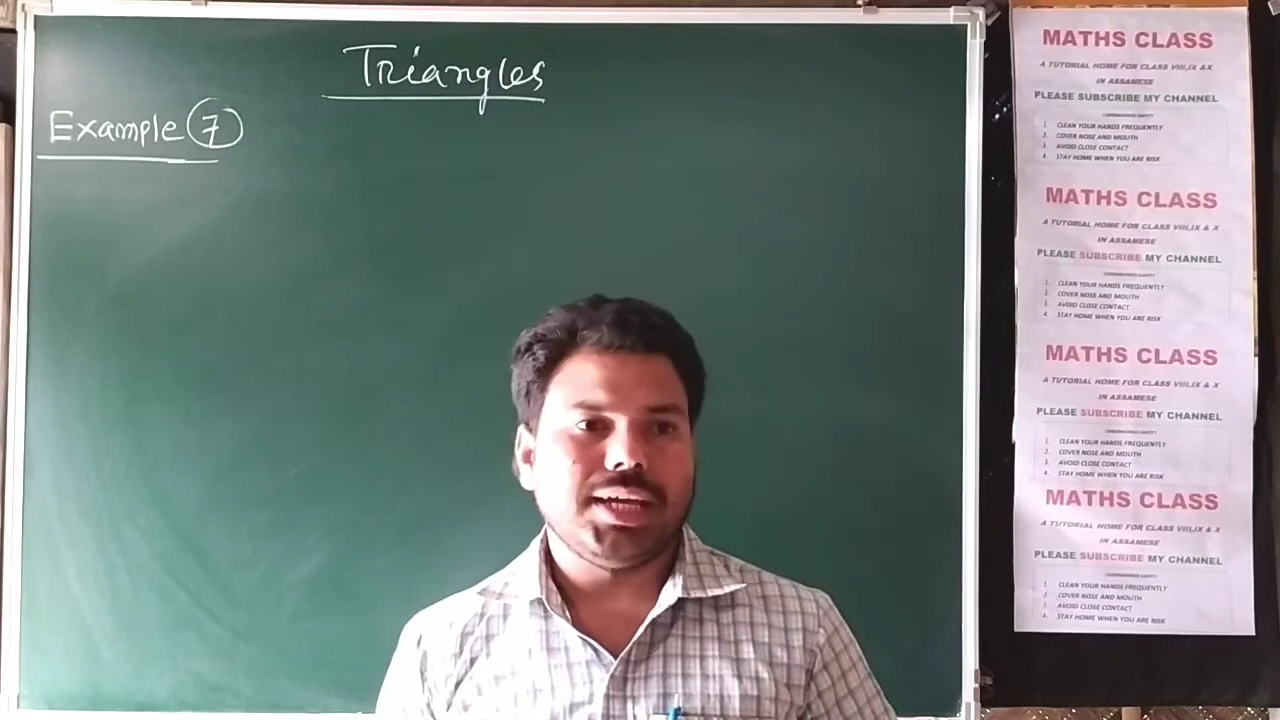 Triangles
Example 7
MATHS CLASS
A TUTORIAL HOME FOR CLASS VIII,IX &X
IN ASSAMESE
PLEASE SUBSCRIBE MY CHANNEL
1. CLEAN YOUR HANDS FREQUENTLY
2. COVER NOSE AND MOUTH
3. AVOID CLOSE CONTACT
4. STAY HOME WHEN YOU ARE RISK
MATHS CLASS
A TUTORIAL HOME FOR CLASS VIII,IX & X
IN ASSAMESE
PLEASE SUBSCRIBE MY CHANNEL
1. CLEAN YOUR HANDS FREQUENTLY
2. COVER NOSE AND MOUTH
3. AVOID CLOSE CONTACT
4. STAY HOME WHEN YOU ARE RISK
MATHS CLASS
A TUTORIAL HOME FOR CLASS VIII,IX & X
IN ASSAMESE
PLEASE SUBSCRIBE MY CHANNEL
1. CLEAN YOUR HANDS FREQUENTLY
2. COVER NOSE AND MOUTH
3. AVOID CLOSE CONTACT
4. STAY HOME WHEN YOU ARE RISK
MATHS CLASS
A TUTORIAL HOME FOR CLASS VIII,IX & X
IN ASSAMESE
PLEASE SUBSCRIBE MY CHANNEL
1. CLEAN YOUR HANDS FREQUENTLY
2. COVER NOSE AND MOUTH
3. AVOID CLOSE CONTACT
4. STAY HOME WHEN YOU ARE RISK